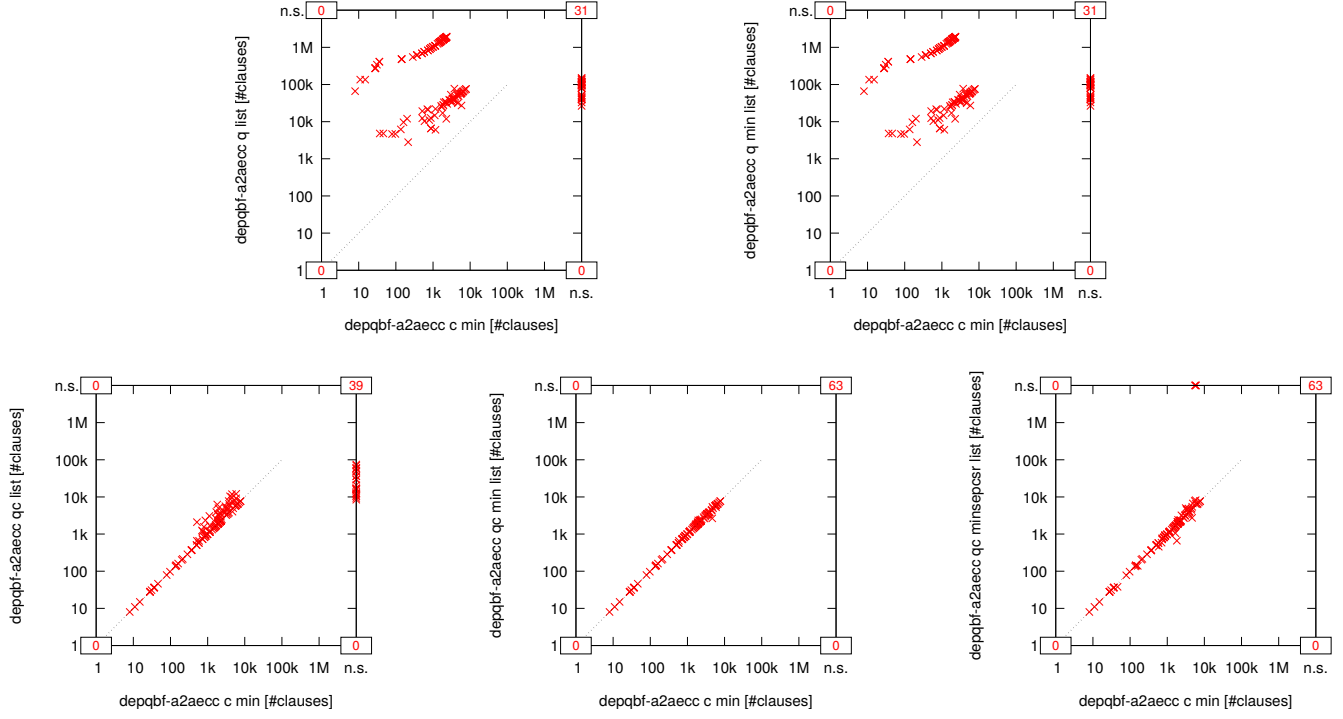 n.s. 0 31
1M
100k
10k
1k
100
10
1 0 0
1 10 100 1k 10k 100k 1M n.s.
depqbf-a2aecc q list [#clauses]
depqbf-a2aecc c min [#clauses]
n.s. 0 31
1M
100k
10k
1k
100
10
1 0 0
1 10 100 1k 10k 100k 1M n.s.
depqbf-a2aecc q min list [#clauses]
depqbf-a2aecc c min [#clauses]
n.s. 0 39
1M
100k
10k
1k
100
10
1 0 0
1 10 100 1k 10k 100k 1M n.s.
depqbf-a2aecc qc list [#clauses]
depqbf-a2aecc c min [#clauses]
n.s. 0 63
1M
100k
10k
1k
100
10
1 0 0
1 10 100 1k 10k 100k 1M n.s.
depqbf-a2aecc qc min list [#clauses]
depqbf-a2aecc c min [#clauses]
n.s. 0 63
1M
100k
10k
1k
100
10
1 0 0
1 10 100 1k 10k 100k 1M n.s.
depqbf-a2aecc qc minsepcsr list [#clauses]
depqbf-a2aecc c min [#clauses]